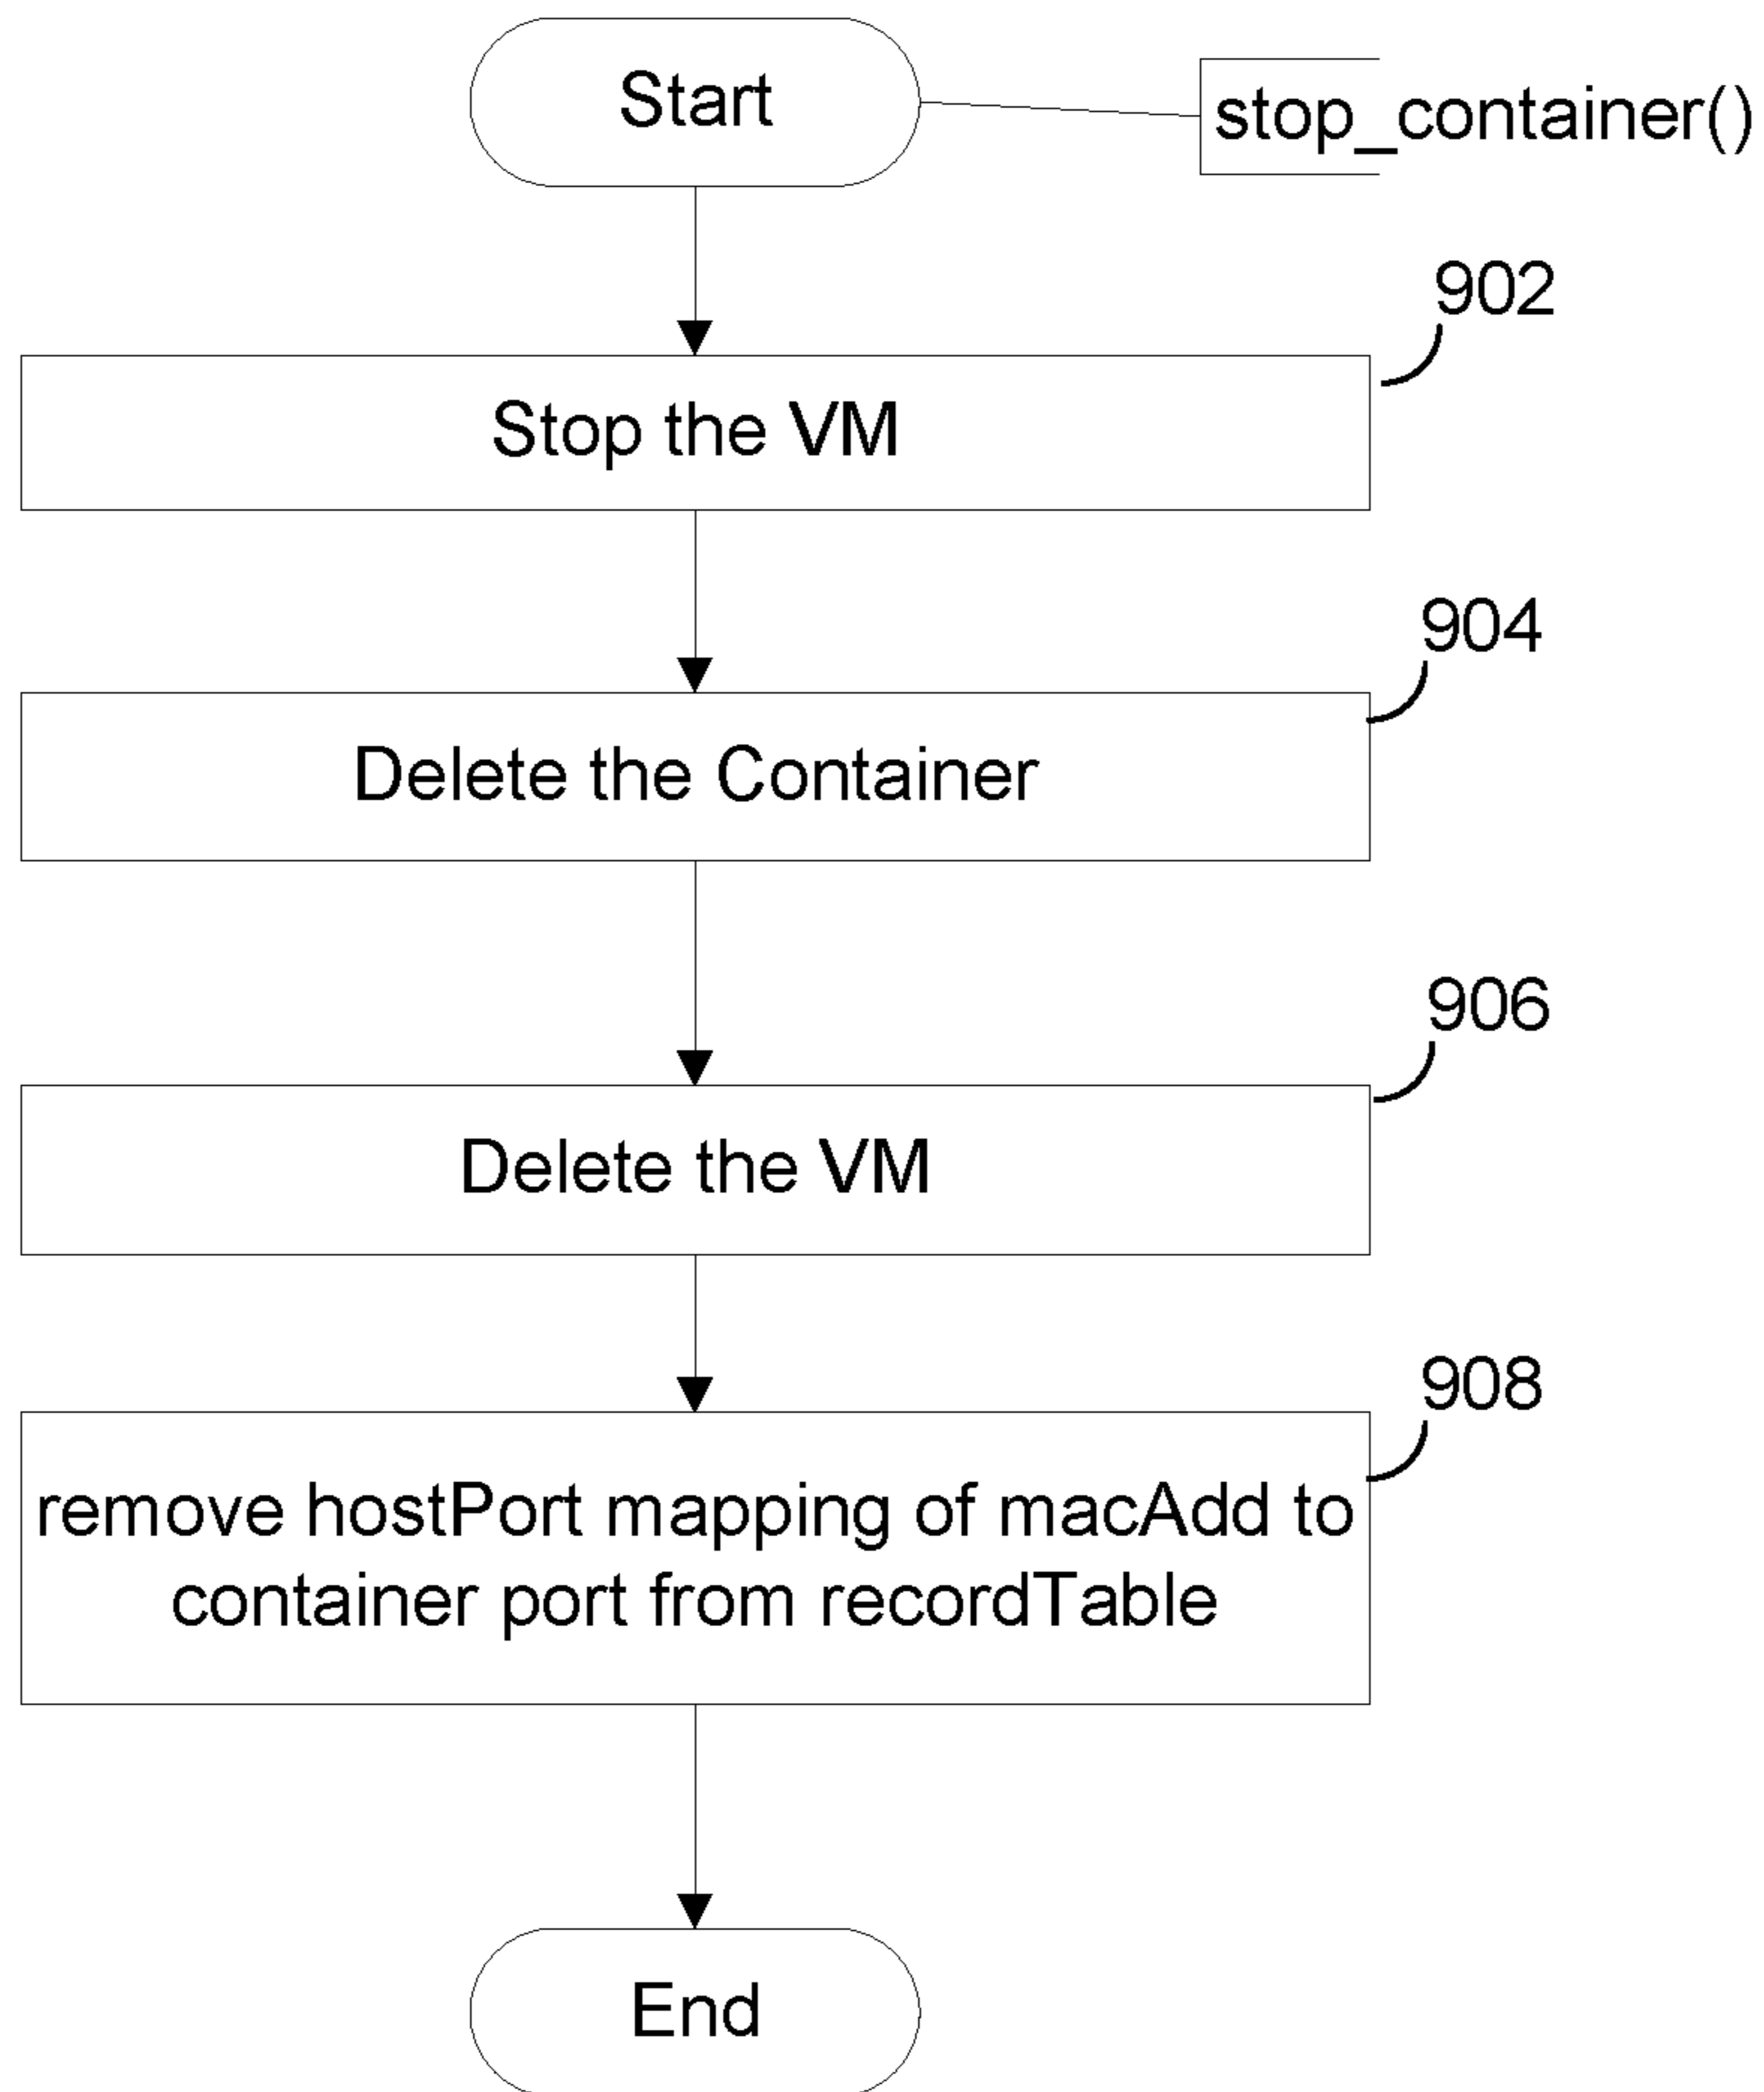 Start
stop_container()
902
Stop the VM
904
Delete the Container
906
Delete the VM
908
remove hostPort mapping of macAdd to
container port from recordTable
End